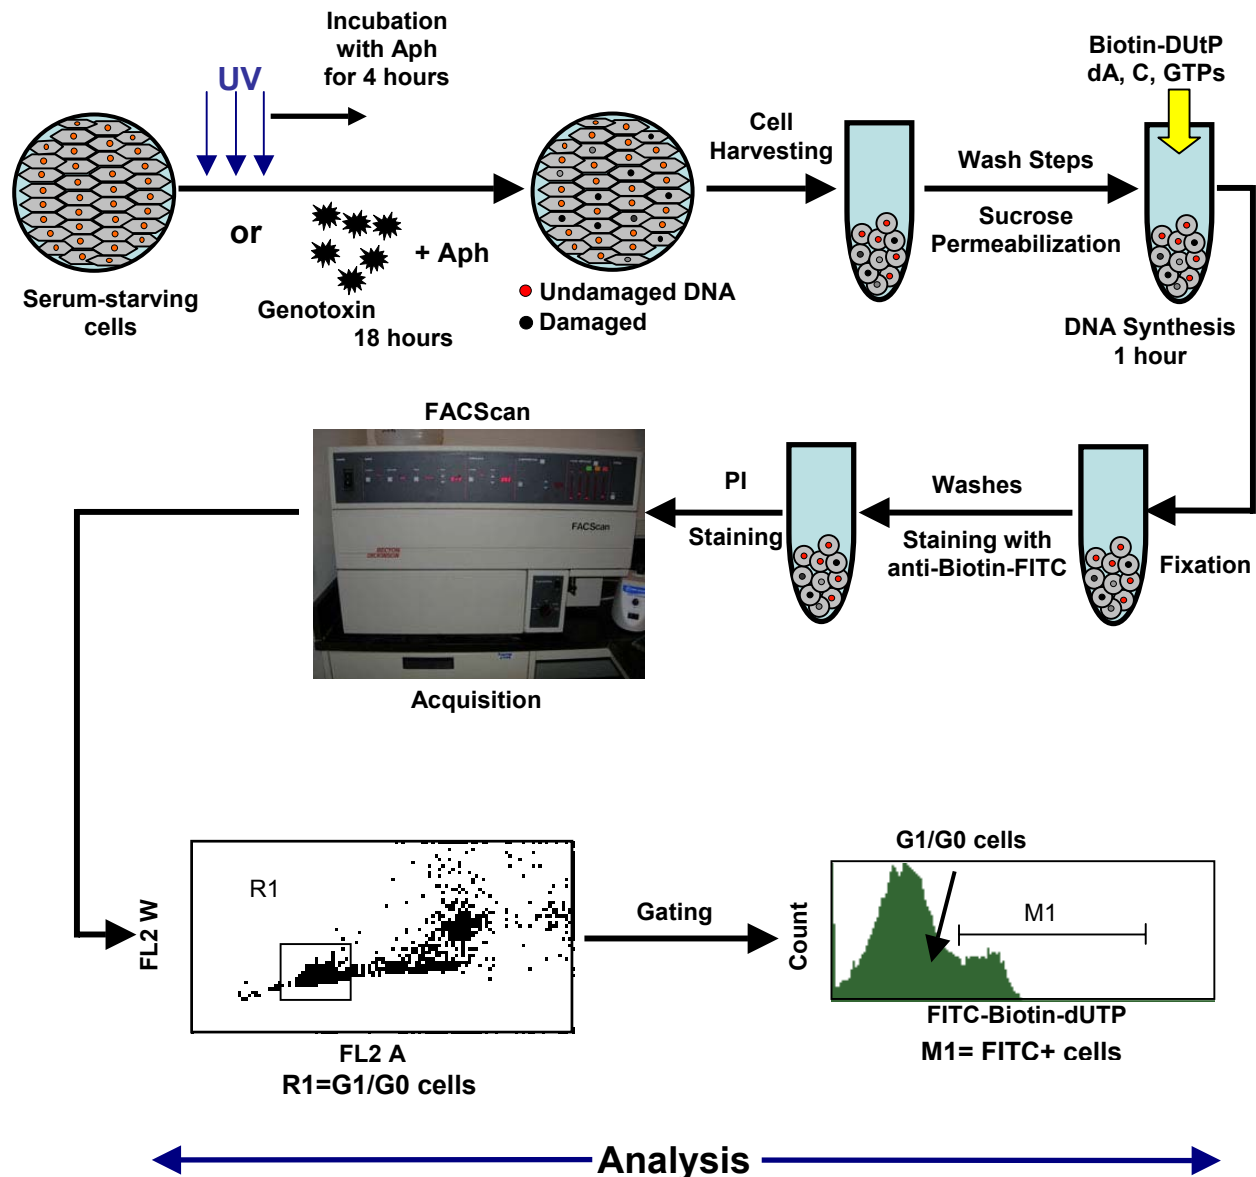 Incubation
with Aph
for 4 hours
UV
or
+ Aph
Genotoxin
18 hours
Serum-starving
cells
Undamaged DNA
Damaged
Cell
Harvesting
Wash Steps
Sucrose
Permeabilization
Biotin-DUtP
dA, C, GTPs
DNA Synthesis
1 hour
Fixation
Washes
Staining with
anti-Biotin-FITC
PI
Staining
FACScan
FACScan
BECTON
DICKINSON
Acquisition
FL2 W
R1
FL2 A
R1=G1/G0 cells
Gating
G1/G0 cells
Count
M1
FITC-Biotin-dUTP
M1= FITC+ cells
Analysis